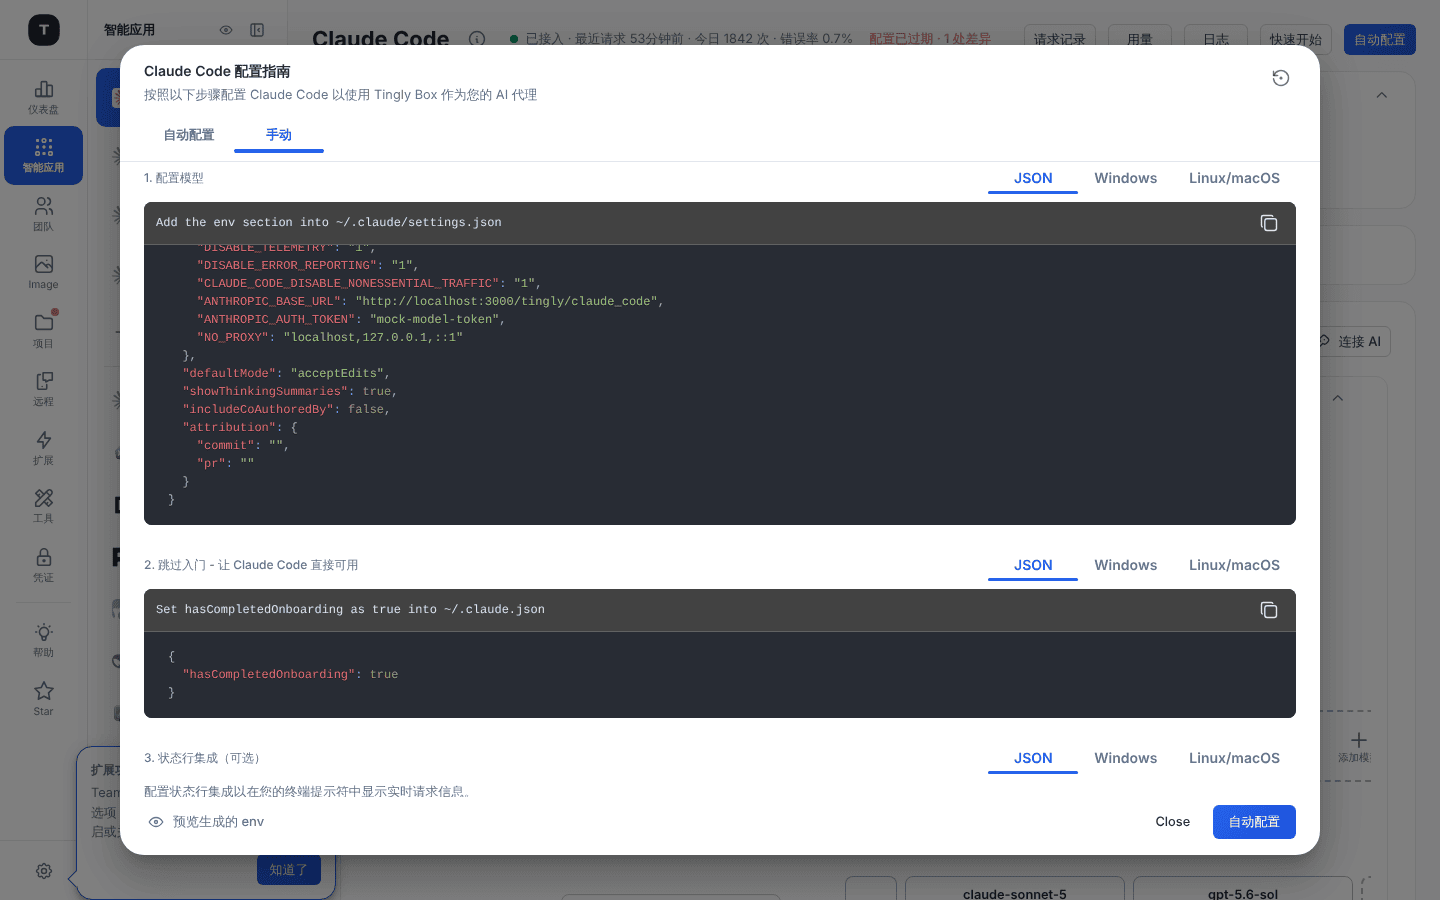 T
智能应用
Claude Code
已接入 · 最近请求 53分钟前 · 今日 1842 次 · 错误率 0.7%
配置已过期 · 1 处差异
请求记录
用量
日志
快速开始
自动配置
仪表盘
智能应用
团队
Image
项目
远程
扩展
工具
凭证
帮助
Star
Claude Code 配置指南
按照以下步骤配置 Claude Code 以使用 Tingly Box 作为您的 AI 代理
自动配置
手动
1. 配置模型
JSON
Windows
Linux/macOS
Add the env section into ~/.claude/settings.json
"DISABLE_TELEMETRY": "1",
"DISABLE_ERROR_REPORTING": "1",
"CLAUDE_CODE_DISABLE_NONESSENTIAL_TRAFFIC": "1",
"ANTHROPIC_BASE_URL": "http://localhost:3000/tingly/claude_code",
"ANTHROPIC_AUTH_TOKEN": "mock-model-token",
"NO_PROXY": "localhost,127.0.0.1,::1"
},
"defaultMode": "acceptEdits",
"showThinkingSummaries": true,
"includeCoAuthoredBy": false,
"attribution": {
"commit": "",
"pr": ""
}
}
2. 跳过入门 - 让 Claude Code 直接可用
JSON
Windows
Linux/macOS
Set hasCompletedOnboarding as true into ~/.claude.json
{
"hasCompletedOnboarding": true
}
3. 状态行集成（可选）
JSON
Windows
Linux/macOS
配置状态行集成以在您的终端提示符中显示实时请求信息。
预览生成的 env
Close
自动配置
连接 AI
添加模
扩展
Team
选项
启或
知道了
claude-sonnet-5
gpt-5.6-sol